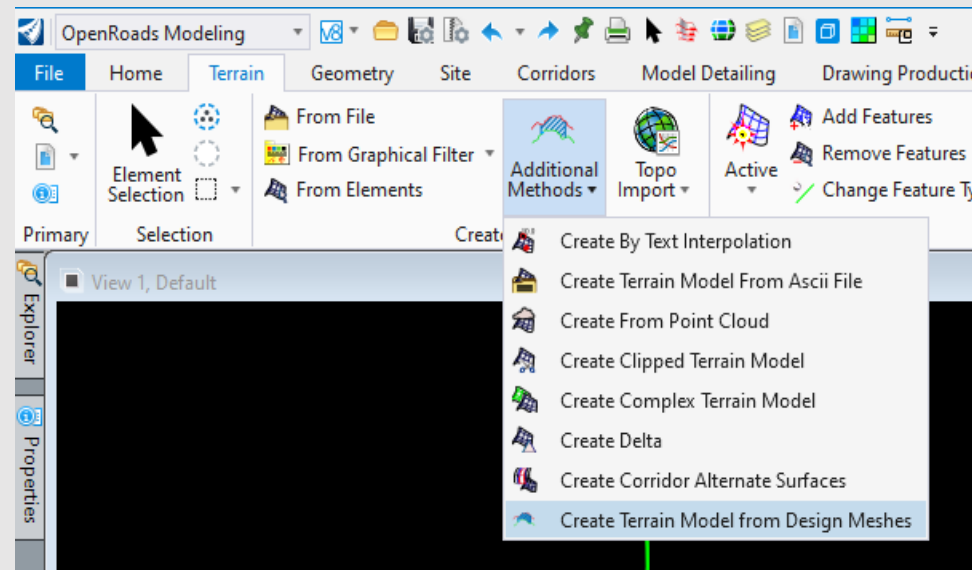 OpenRoads Modeling
File Home Terrain Geometry Site Corridors Model Detailing Drawing Productio
From File
From Graphical Filter
From Elements
Element
Selection
Additional
Methods
Topo
Import
Active
Add Features
Remove Features
Change Feature Ty
Primary Selection Create
Create By Text Interpolation
Create Terrain Model From Ascii File
Create From Point Cloud
Create Clipped Terrain Model
Create Complex Terrain Model
Create Delta
Create Corridor Alternate Surfaces
Create Terrain Model from Design Meshes
View 1, Default
Explorer
Properties